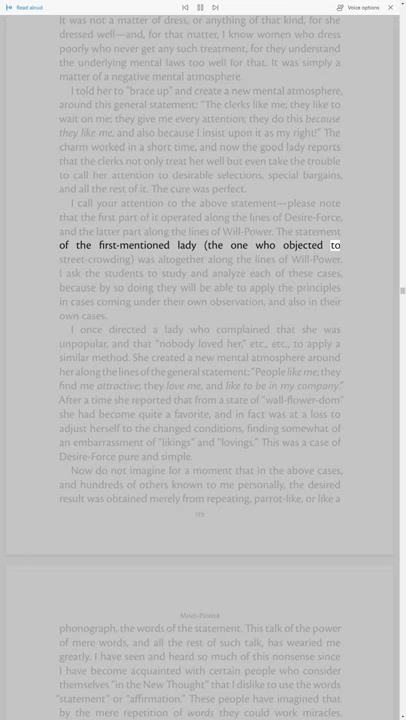 Read aloud
Voice options
It was not a matter of dress, or anything of that kind, for she
dressed well—and, for that matter, I know women who dress
poorly who never get any such treatment, for they understand
the underlying mental laws too well for that. It was simply a
matter of a negative mental atmosphere.
I told her to "brace up" and create a new mental atmosphere,
around this general statement: "The clerks like me; they like to
wait on me; they give me every attention; they do this because
they like me, and also because I insist upon it as my right!" The
charm worked in a short time, and now the good lady reports
that the clerks not only treat her well but even take the trouble
to call her attention to desirable selections, special bargains,
and all the rest of it. The cure was perfect.
I call your attention to the above statement—please note
that the first part of it operated along the lines of Desire-Force,
and the latter part along the lines of Will-Power. The statement
of the first-mentioned lady (the one who objected to
street-crowding) was altogether along the lines of Will-Power.
I ask the students to study and analyze each of these cases,
because by so doing they will be able to apply the principles
in cases coming under their own observation, and also in their
own cases.
I once directed a lady who complained that she was
unpopular, and that "nobody loved her," etc., etc., to apply a
similar method. She created a new mental atmosphere around
her along the lines of the general statement: "People like me; they
find me attractive; they love me, and like to be in my company."
After a time she reported that from a state of "wall-flower-dom"
she had become quite a favorite, and in fact was at a loss to
adjust herself to the changed conditions, finding somewhat of
an embarrassment of "likings" and "lovings." This was a case of
Desire-Force pure and simple.
Now do not imagine for a moment that in the above cases,
and hundreds of others known to me personally, the desired
result was obtained merely from repeating, parrot-like, or like a
Mind-Power
phonograph, the words of the statement. This talk of the power
of mere words, and all the rest of such talk, has wearied me
greatly. I have seen and heard so much of this nonsense since
I have become acquainted with certain people who consider
themselves "in the New Thought" that I dislike to use the words
"statement" or "affirmation." These people have imagined that
by the mere repetition of words they could work miracles.